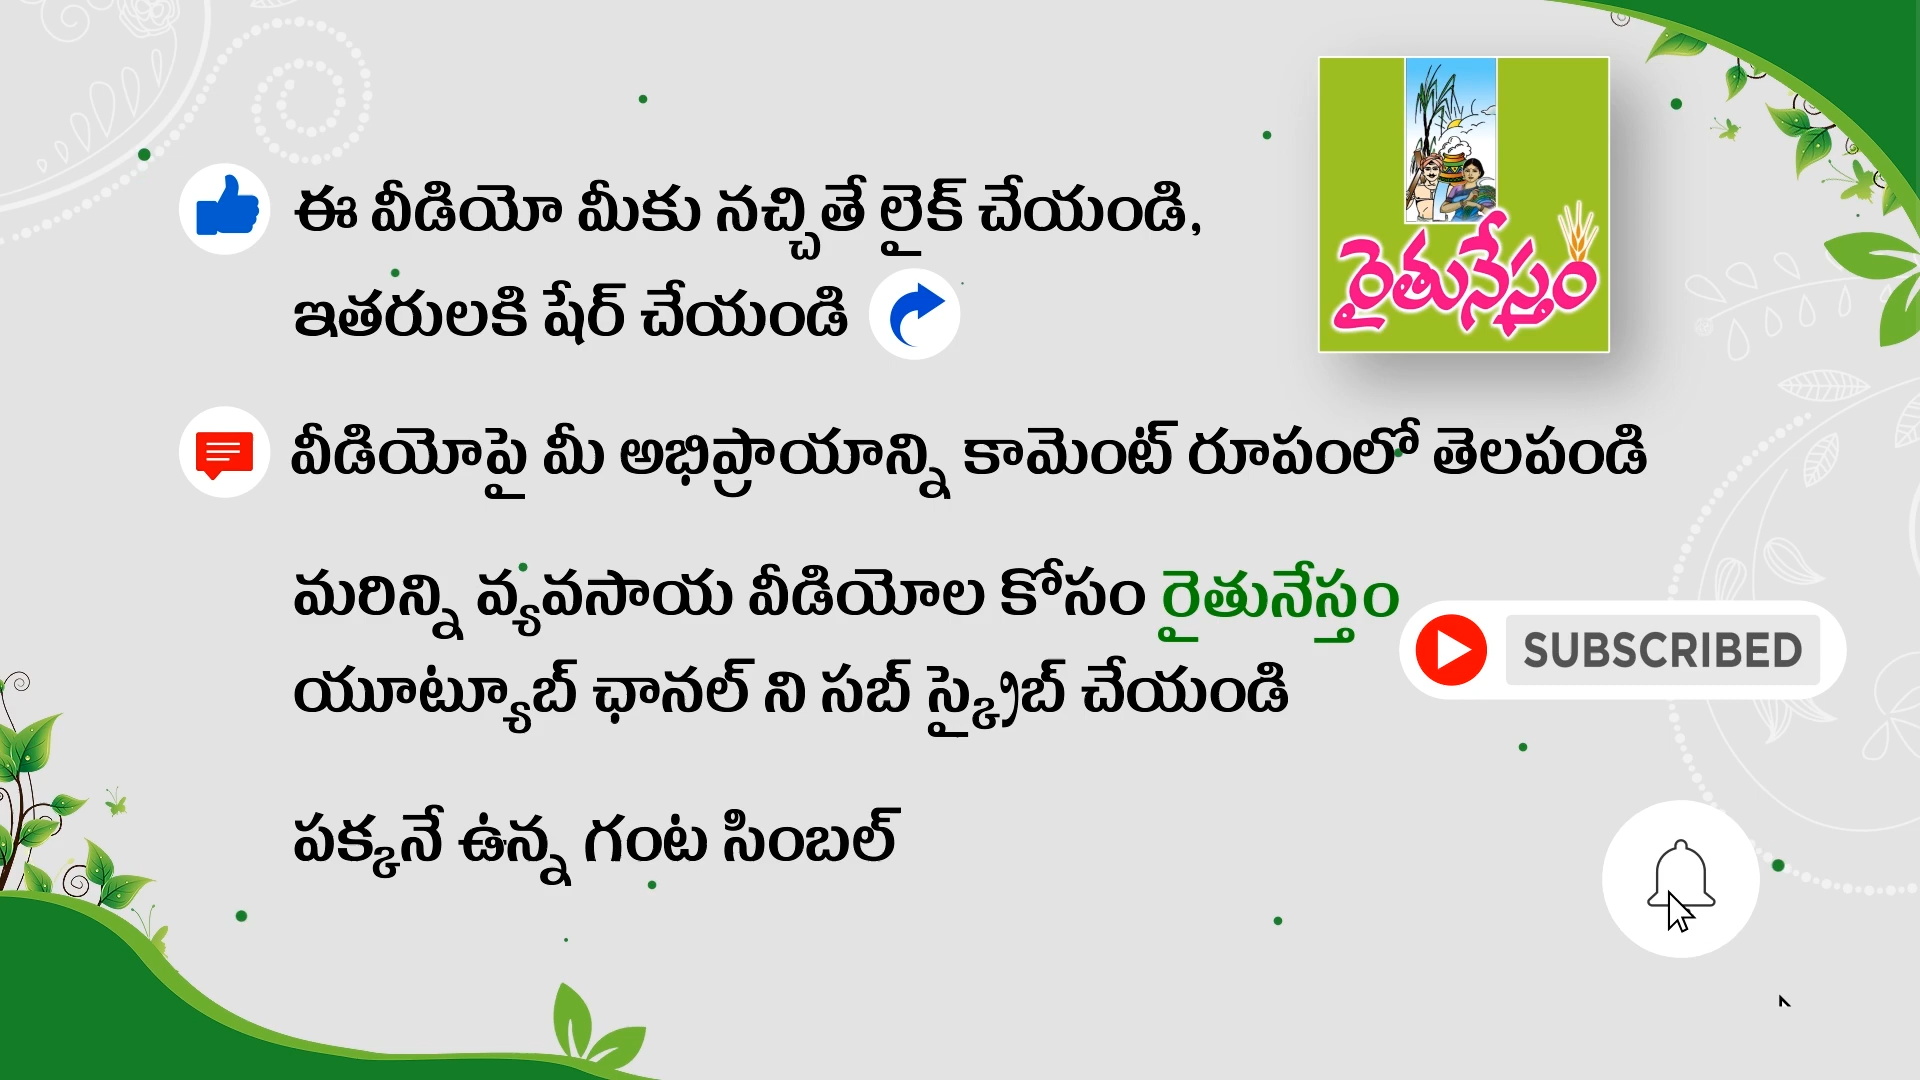 ఈ వీడియో మీకు నచ్చితే లైక్ చేయండి,
ఇతరులకి షేర్ చేయండి
రైతునేస్తం
వీడియోపై మీ అభిప్రాయాన్ని కామెంట్ రూపంలో తెలపండి
మరిన్ని వ్యవసాయ వీడియోల కోసం రైతునేస్తం
యూట్యూబ్ ఛానల్ ని సబ్ స్క్రైబ్ చేయండి
SUBSCRIBED
పక్కనే ఉన్న గంట సింబల్